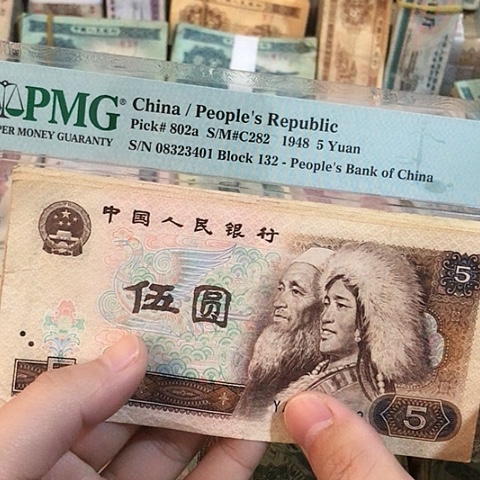 PMG®
PER MONEY GUARANTY
China / People's Republic
Pick# 802a S/M#C282 1948 5 Yuan
S/N 08323401 Block 132 - People's Bank of China
中国人民银行
5
伍圆
5